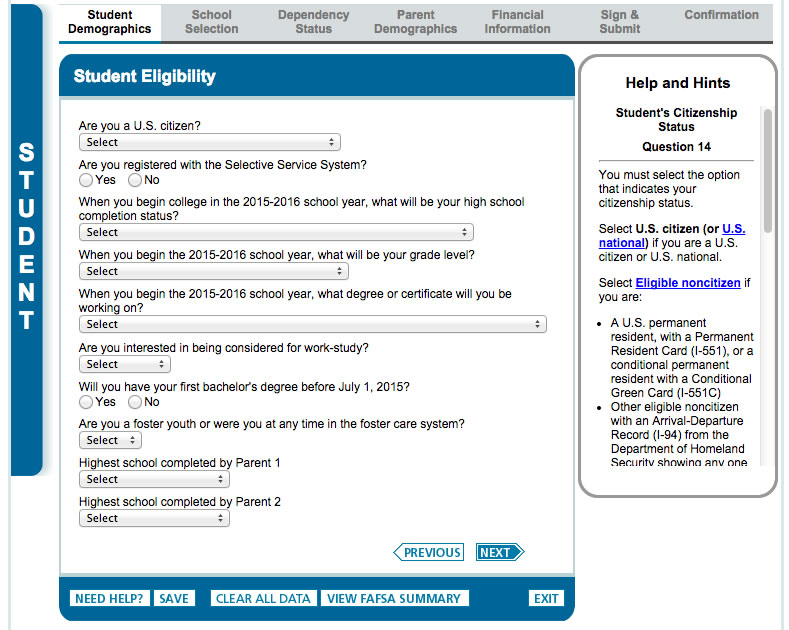 Student Demographics
School Selection
Dependency Status
Parent Demographics
Financial Information
Sign & Submit
Confirmation
STUDENT
Student Eligibility
Are you a U.S. citizen?
Select
Are you registered with the Selective Service System?
Yes No
When you begin college in the 2015-2016 school year, what will be your high school
completion status?
Select
When you begin the 2015-2016 school year, what will be your grade level?
Select
When you begin the 2015-2016 school year, what degree or certificate will you be
working on?
Select
Are you interested in being considered for work-study?
Select
Will you have your first bachelor's degree before July 1, 2015?
Yes No
Are you a foster youth or were you at any time in the foster care system?
Select
Highest school completed by Parent 1
Select
Highest school completed by Parent 2
Select
PREVIOUS NEXT
NEED HELP? SAVE CLEAR ALL DATA VIEW FAFSA SUMMARY EXIT
Help and Hints
Student's Citizenship
Status
Question 14
You must select the option
that indicates your
citizenship status.
Select U.S. citizen (or U.S.
national) if you are a U.S.
citizen or U.S. national.
Select Eligible noncitizen if
you are:
• A U.S. permanent
resident, with a Permanent
Resident Card (I-551), or a
conditional permanent
resident with a Conditional
Green Card (I-551C)
• Other eligible noncitizen
with an Arrival-Departure
Record (I-94) from the
Department of Homeland
Security showing any one